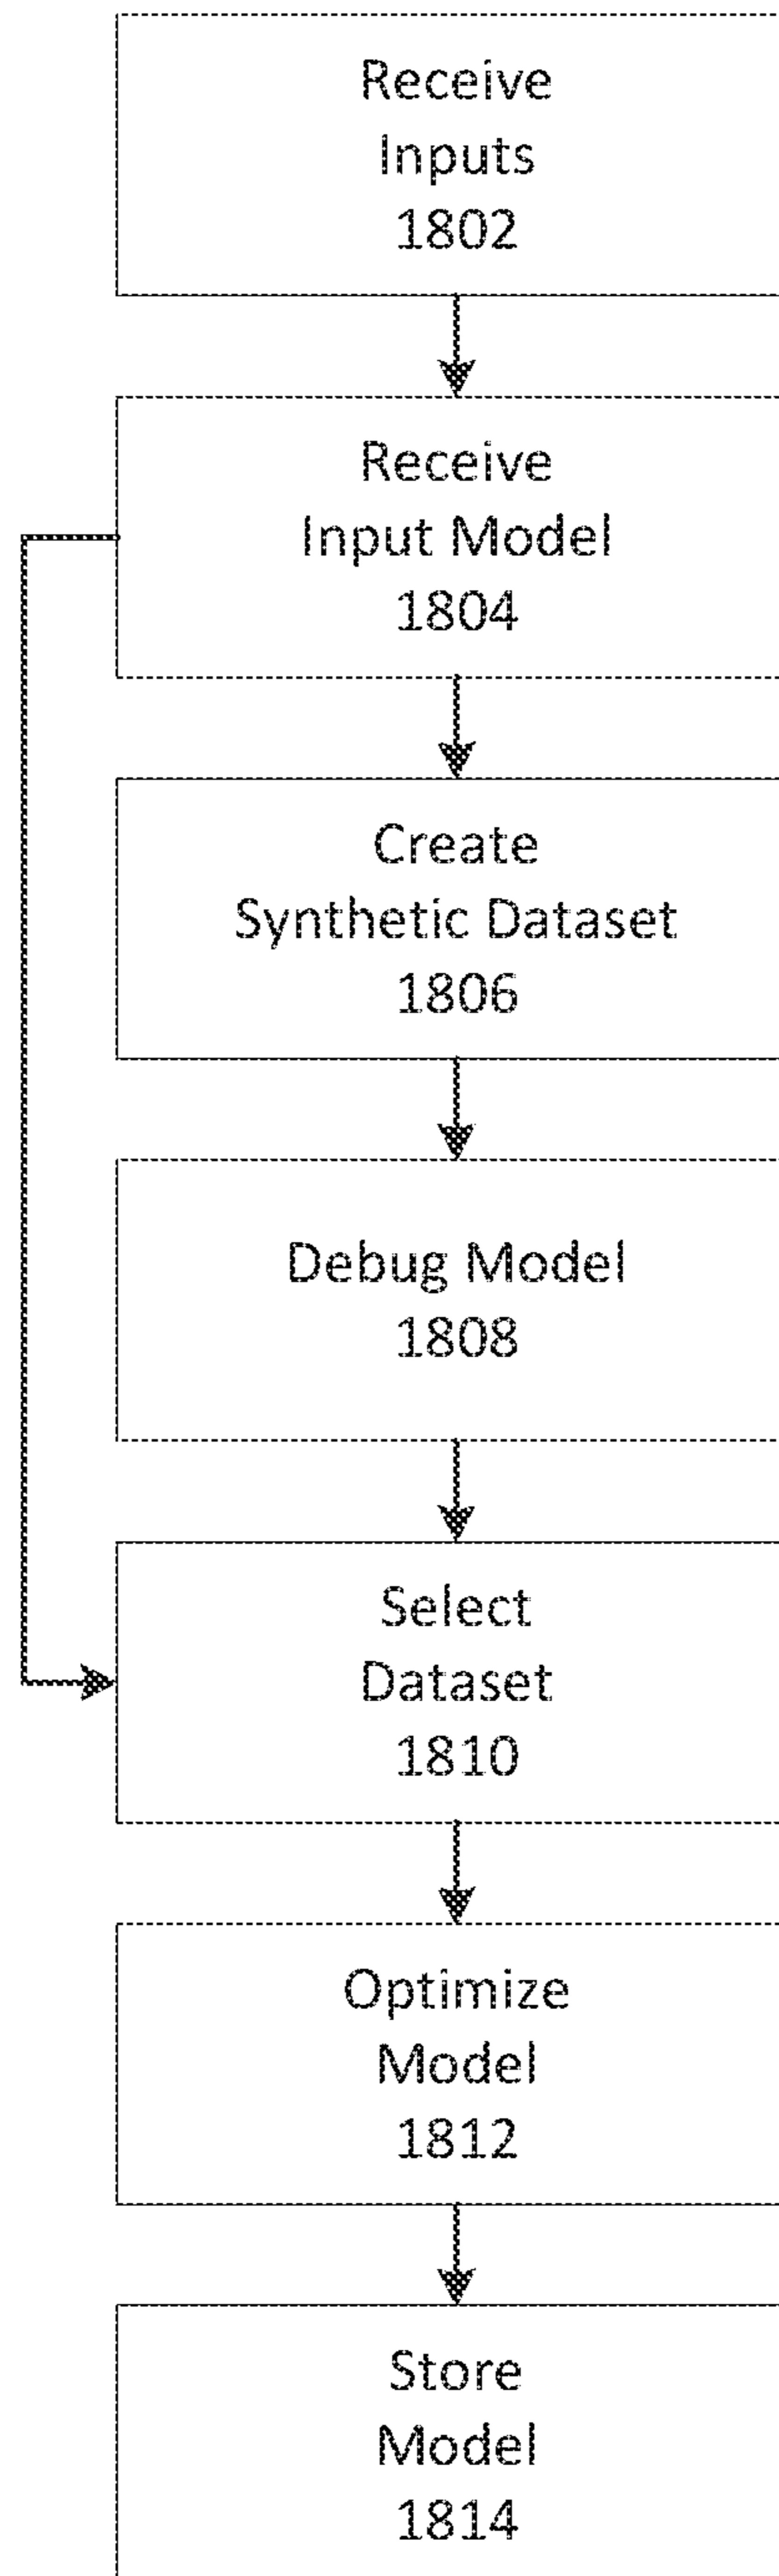 Receive
Inputs
1802
Receive
Input Model
1804
Create
Synthetic Dataset
1806
Debug Model
1808
Select
Dataset
1810
Optimize
Model
1812
Store
Model
1814